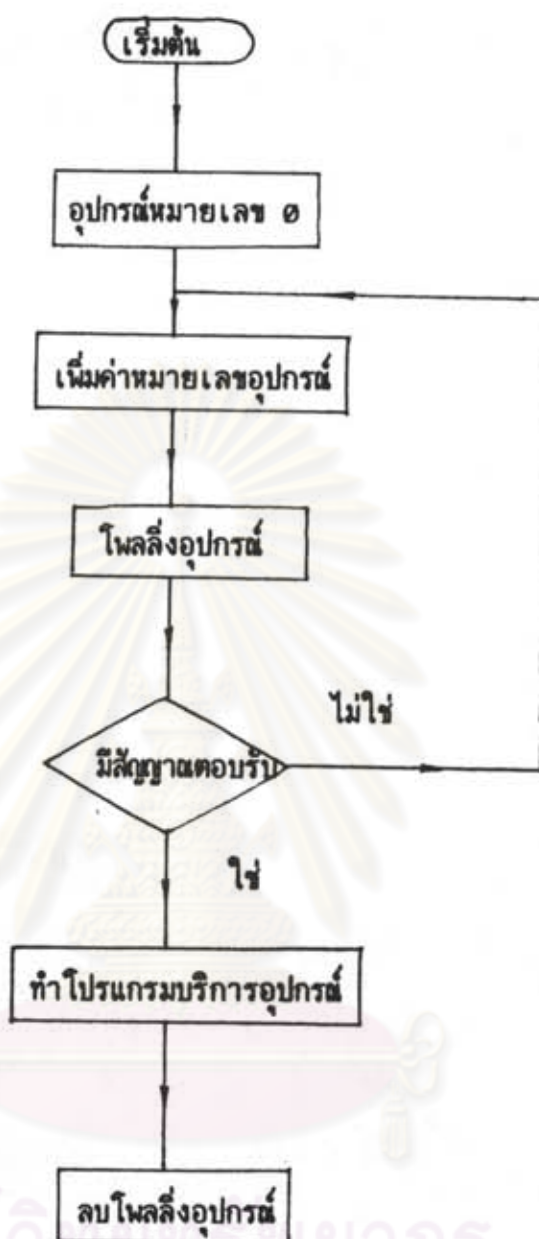 เริ่มต้น
อุปกรณ์หมายเลข 0
เพิ่มค่าหมายเลขอุปกรณ์
โพลลิ่งอุปกรณ์
ไม่ใช่
มีสัญญาณตอบรับ
ใช่
ทำโปรแกรมบริการอุปกรณ์
ลบโพลลิ่งอุปกรณ์